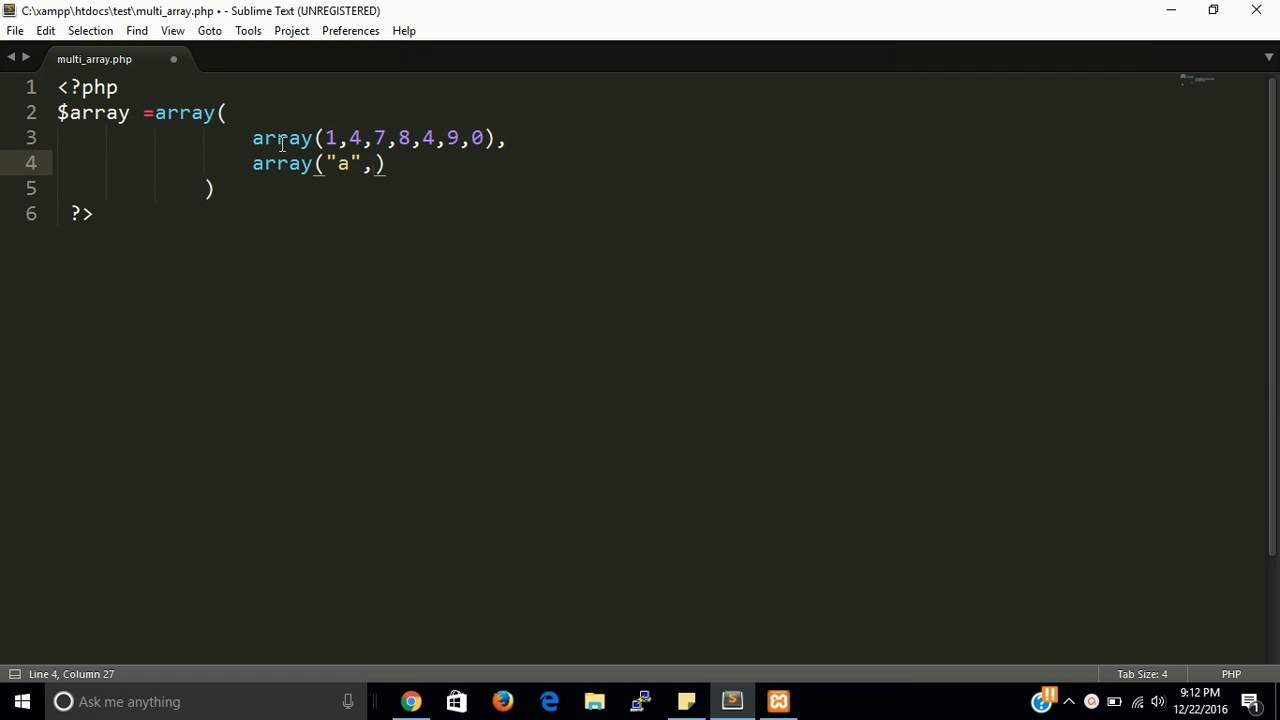 C:\xampp\htdocs\test\multi_array.php • - Sublime Text (UNREGISTERED)
File Edit Selection Find View Goto Tools Project Preferences Help
multi_array.php
1 <?php
2 $array =array(
3 array(1,4,7,8,4,9,0),
4 array("a",)
5 )
6 ?>
Line 4, Column 27 Tab Size: 4 PHP
Ask me anything
9:12 PM
12/22/2016
1